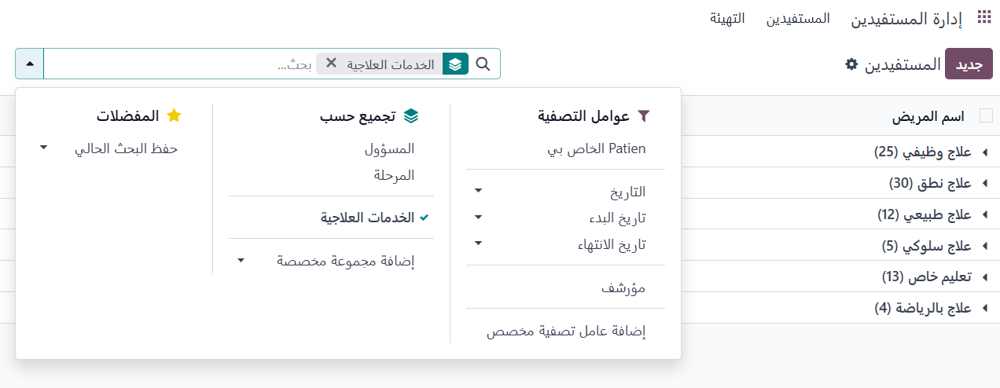 إدارة المستفيدين المستفيدين التهيئة
جديد المستفيدين الخدمات العلاجية بحث...
اسم المريض
علاج وظيفي (25)
علاج نطق (30)
علاج طبيعي (12)
علاج سلوكي (5)
تعليم خاص (13)
علاج بالرياضة (4)
عوامل التصفية
Patien الخاص بي
التاريخ
تاريخ البدء
تاريخ الانتهاء
مؤرشف
إضافة عامل تصفية مخصص
تجميع حسب
المسؤول
المرحلة
الخدمات العلاجية
إضافة مجموعة مخصصة
المفضلات
حفظ البحث الحالي